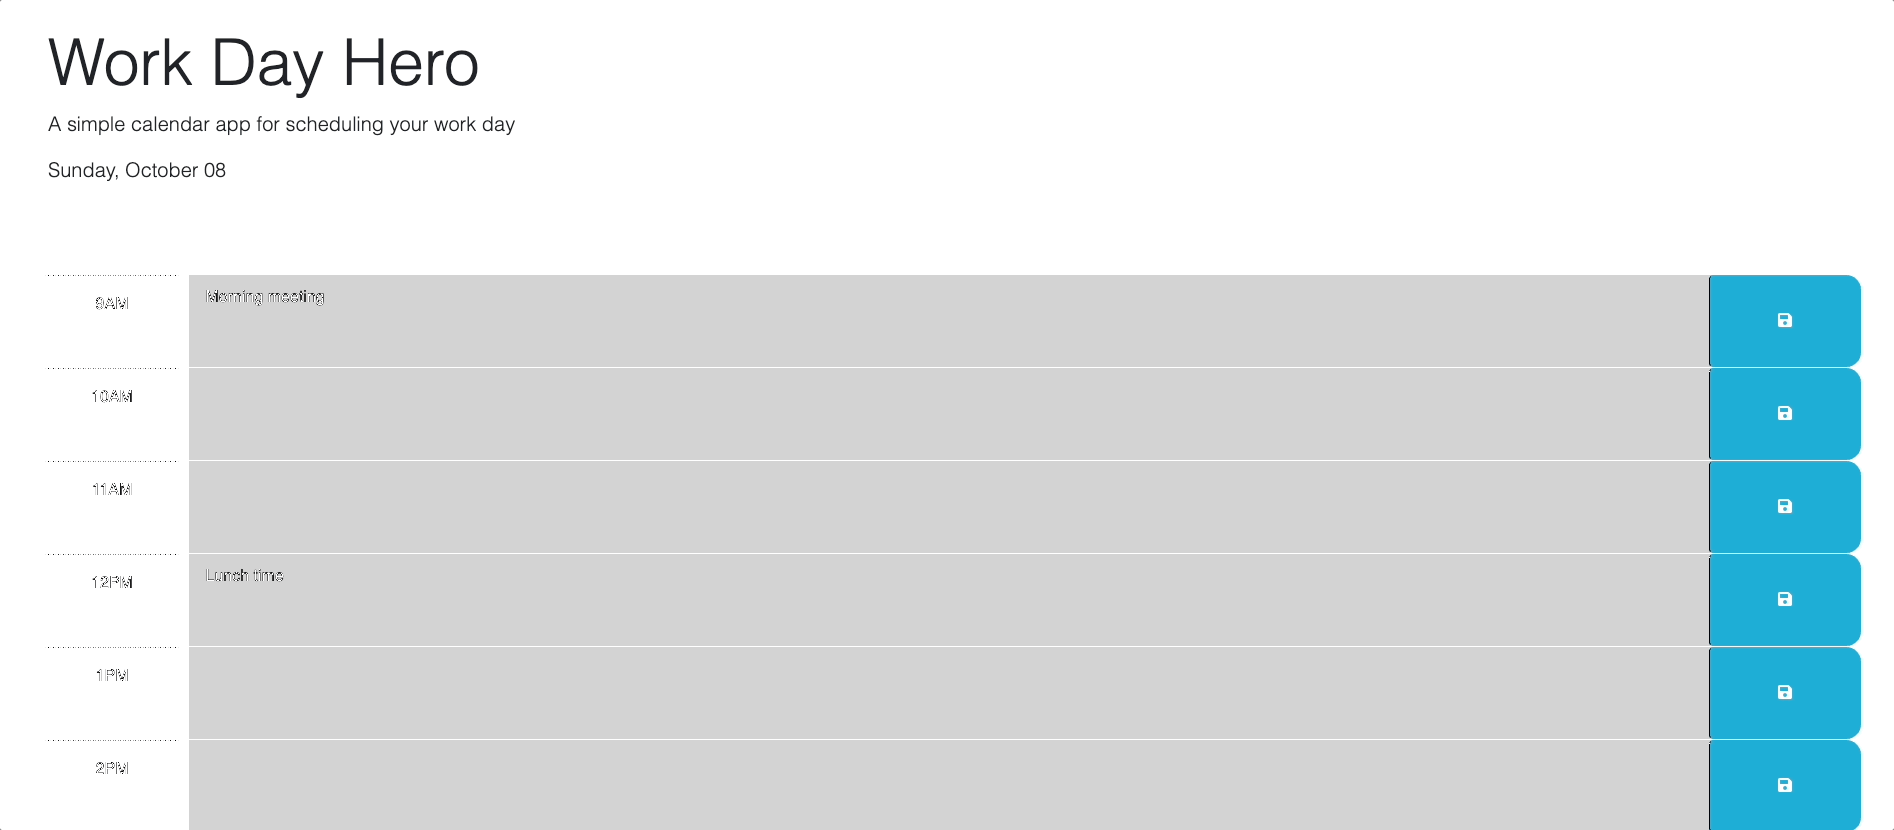 Work Day Hero
A simple calendar app for scheduling your work day
Sunday, October 08
9AM Morning meeting
10AM
11AM
12PM Lunch time
1PM
2PM